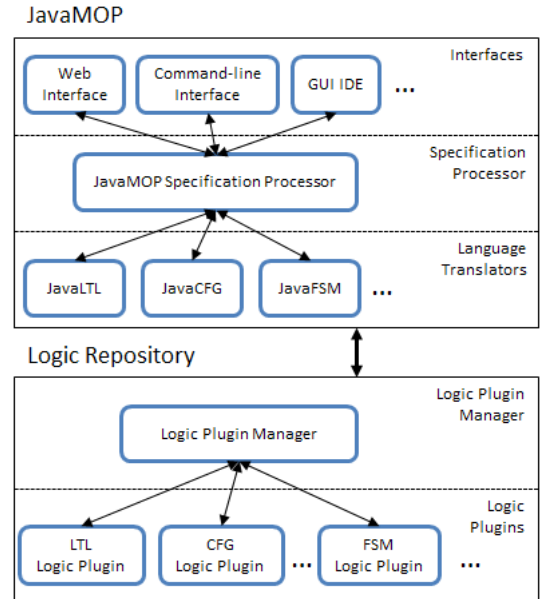 JavaMOP
Interfaces
Web
Interface
Command-line
Interface
GUI IDE
...
Specification
Processor
JavaMOP Specification Processor
Language
Translators
JavaLTL
JavaCFG
JavaFSM
...
Logic Repository
Logic Plugin
Manager
Logic Plugin Manager
Logic
Plugins
LTL
Logic Plugin
CFG
Logic Plugin
...
FSM
Logic Plugin
...